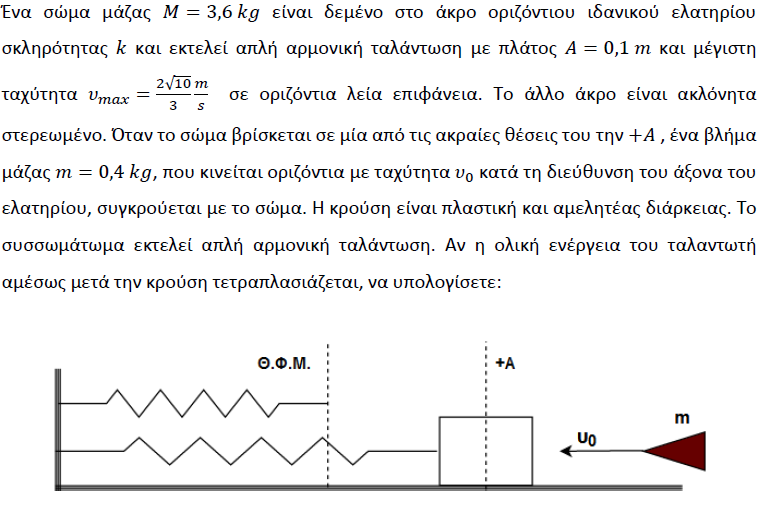 Ένα σώμα μάζας M = 3,6 kg είναι δεμένο στο άκρο οριζόντιου ιδανικού ελατηρίου
σκληρότητας k και εκτελεί απλή αρμονική ταλάντωση με πλάτος A = 0,1 m και μέγιστη
ταχύτητα υ_max = 2√10/3 m/s σε οριζόντια λεία επιφάνεια. Το άλλο άκρο είναι ακλόνητα
στερεωμένο. Όταν το σώμα βρίσκεται σε μία από τις ακραίες θέσεις του την +A , ένα βλήμα
μάζας m = 0,4 kg, που κινείται οριζόντια με ταχύτητα υ₀ κατά τη διεύθυνση του άξονα του
ελατηρίου, συγκρούεται με το σώμα. Η κρούση είναι πλαστική και αμελητέας διάρκειας. Το
συσσωμάτωμα εκτελεί απλή αρμονική ταλάντωση. Αν η ολική ενέργεια του ταλαντωτή
αμέσως μετά την κρούση τετραπλασιάζεται, να υπολογίσετε:
Θ.Φ.Μ. +A
m
υ₀